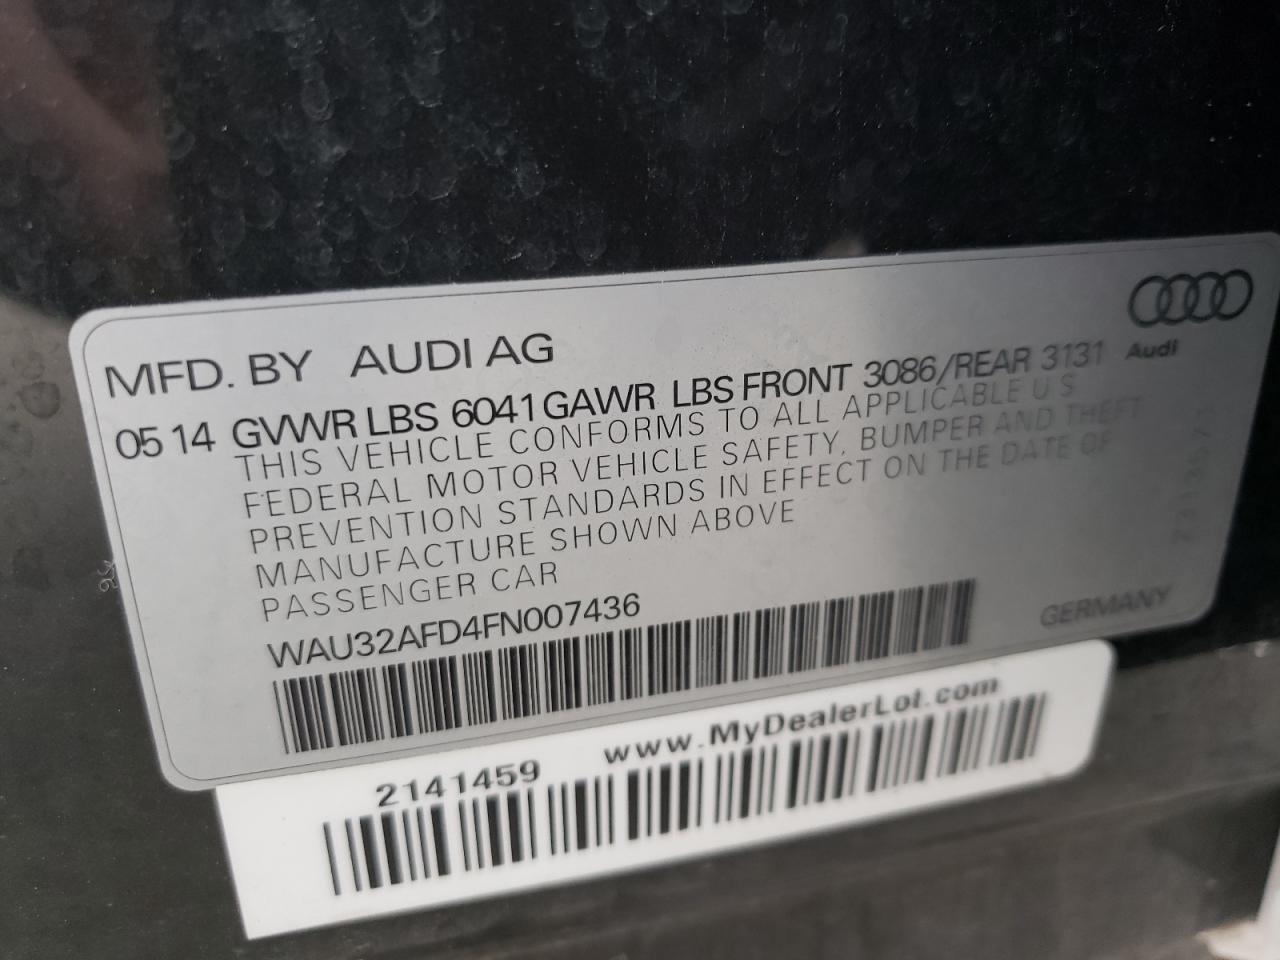 MFD. BY AUDI AG
Audi
05 14 GVWR LBS 6041 GAWR LBS FRONT 3086/REAR 3131
THIS VEHICLE CONFORMS TO ALL APPLICABLE U S
FEDERAL MOTOR VEHICLE SAFETY, BUMPER AND THEFT
PREVENTION STANDARDS IN EFFECT ON THE DATE OF
MANUFACTURE SHOWN ABOVE
PASSENGER CAR
WAU32AFD4FN007436
GERMANY
2141459 www.MyDealerLot.com